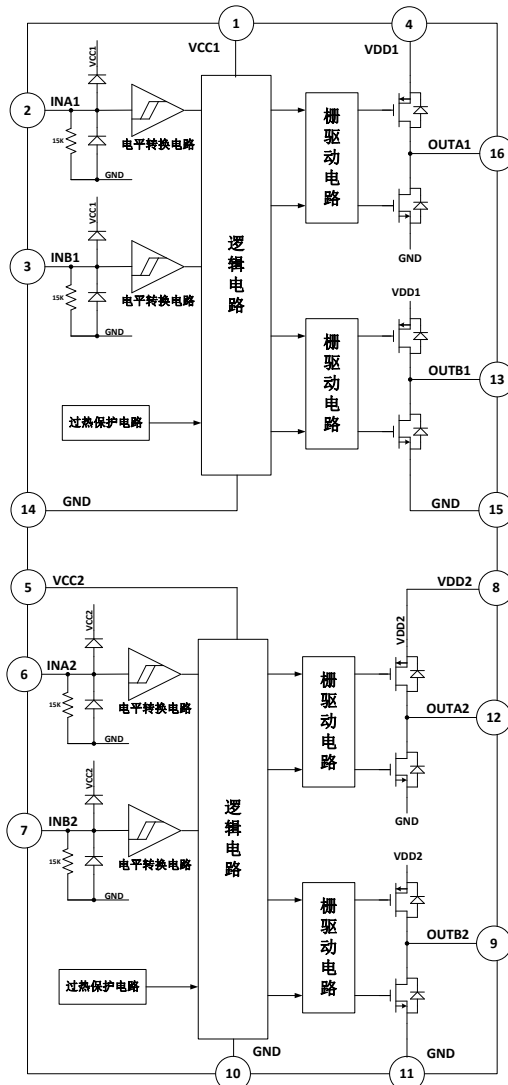 1
4
VCC1
VDD1
VCC1
2
INA1
15K
GND
电平转换电路
栅驱动电路
OUTA1
16
GND
VCC1
3
INB1
15K
GND
电平转换电路
逻辑电路
VDD1
栅驱动电路
OUTB1
13
过热保护电路
14
GND
GND
15
5
VCC2
VDD2
8
VCC2
VDD2
6
INA2
15K
GND
电平转换电路
栅驱动电路
OUTA2
12
GND
VCC2
7
INB2
15K
GND
电平转换电路
逻辑电路
VDD2
栅驱动电路
OUTB2
9
过热保护电路
GND
10
GND
11